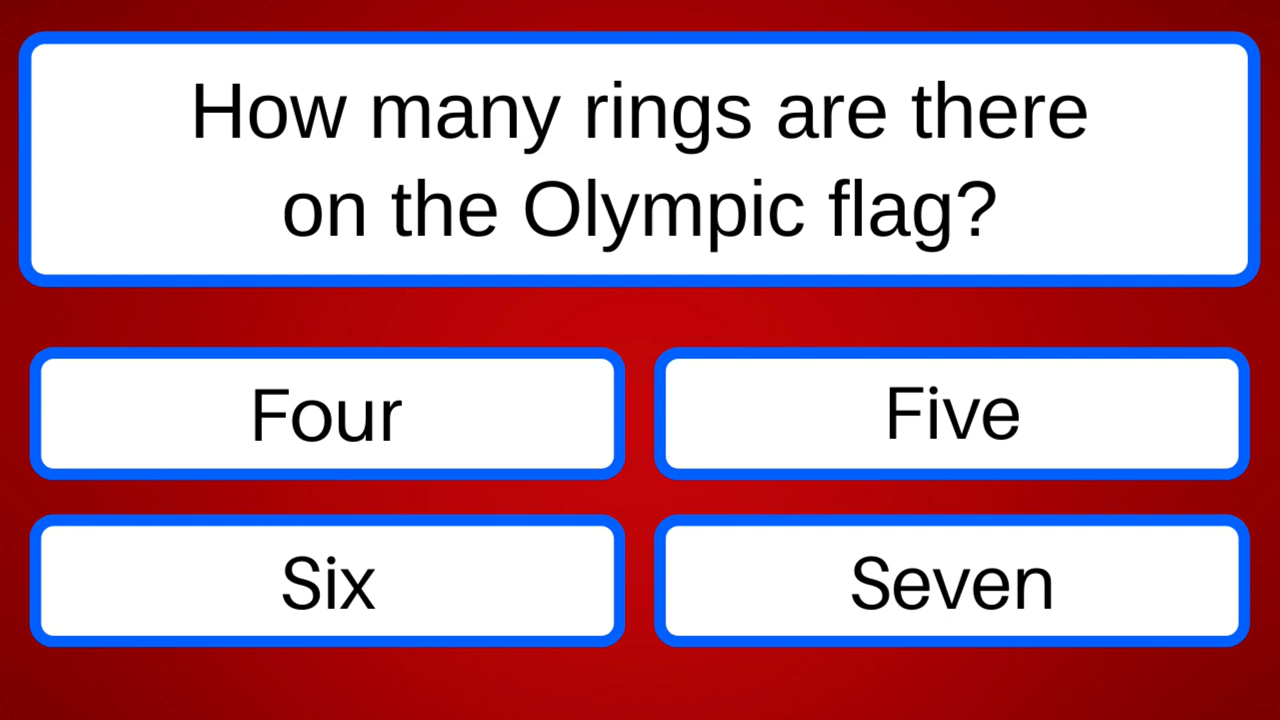 How many rings are there
on the Olympic flag?
Four
Five
Six
Seven